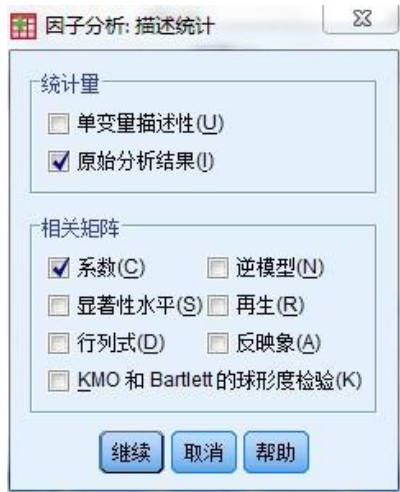 因子分析: 描述统计
统计量
单变量描述性(U)
原始分析结果(I)
相关矩阵
系数(C) 逆模型(N)
显著性水平(S) 再生(R)
行列式(D) 反映象(A)
KMO 和 Bartlett 的球形度检验(K)
继续 取消 帮助